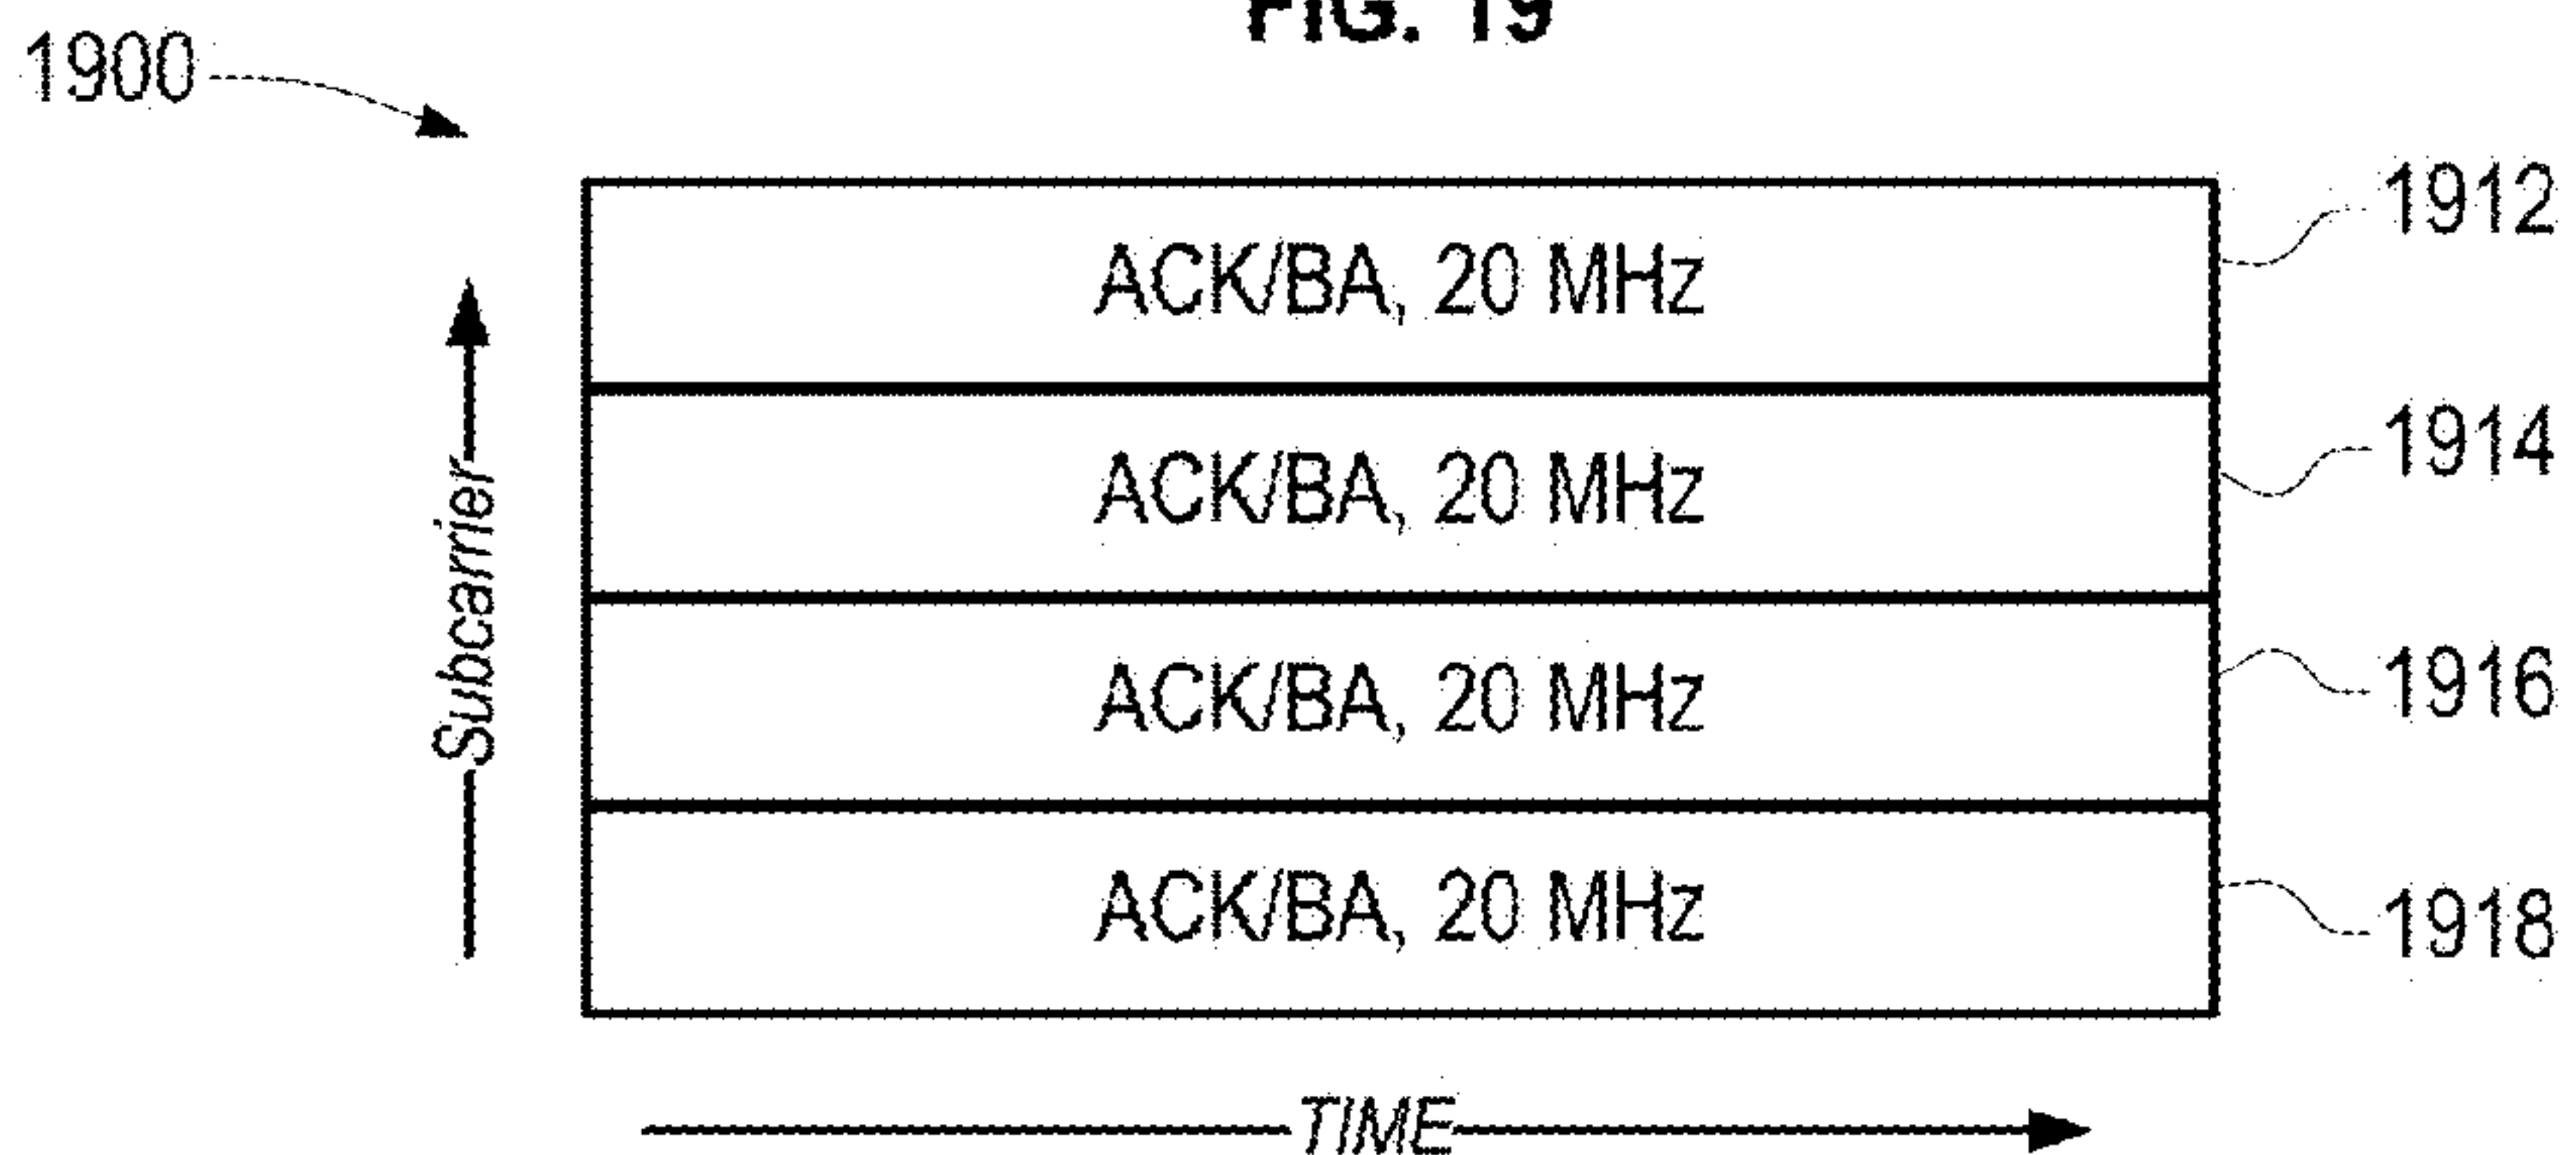 FIG. 19
1900
ACK/BA, 20 MHz
1912
ACK/BA, 20 MHz
1914
ACK/BA, 20 MHz
1916
ACK/BA, 20 MHz
1918
Subcarrier
TIME